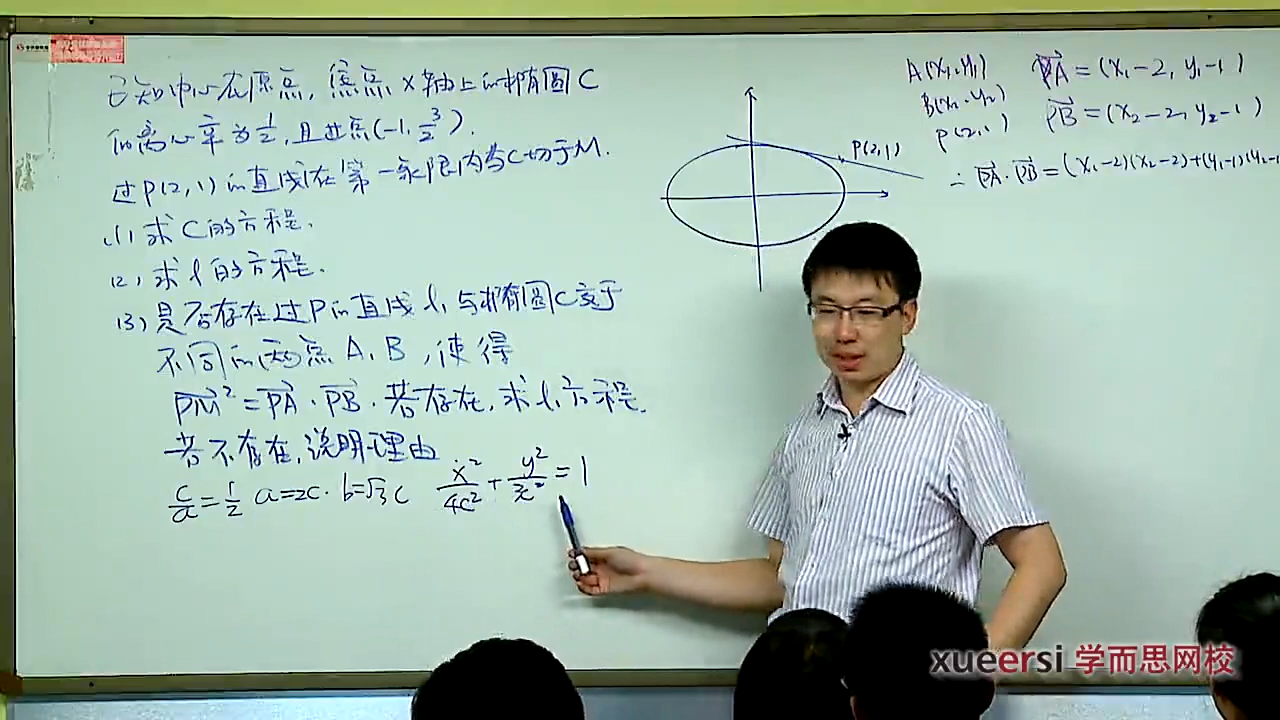 已知中心在原点,焦点x轴上的椭圆C
的离心率为1/2,且过点(-1, 3/2).
过P(2,1)的直线l在第一象限内与C切于M.
(1)求C的方程.
(2)求l的方程.
(3)是否存在过P的直线l₁与椭圆C交于
不同的两点A、B,使得
PM²=PA·PB.若存在,求l₁方程.
若不存在,说明理由
c/a=1/2 a=2c. b=√3c x²/4c²+y²/3c²=1
P(2,1)
A(x₁,y₁) PA=(x₁-2, y₁-1)
B(x₂,y₂) PB=(x₂-2, y₂-1)
P(2,1)
∴ PA·PB=(x₁-2)(x₂-2)+(y₁-1)(y₂-1
xueersi 学而思网校